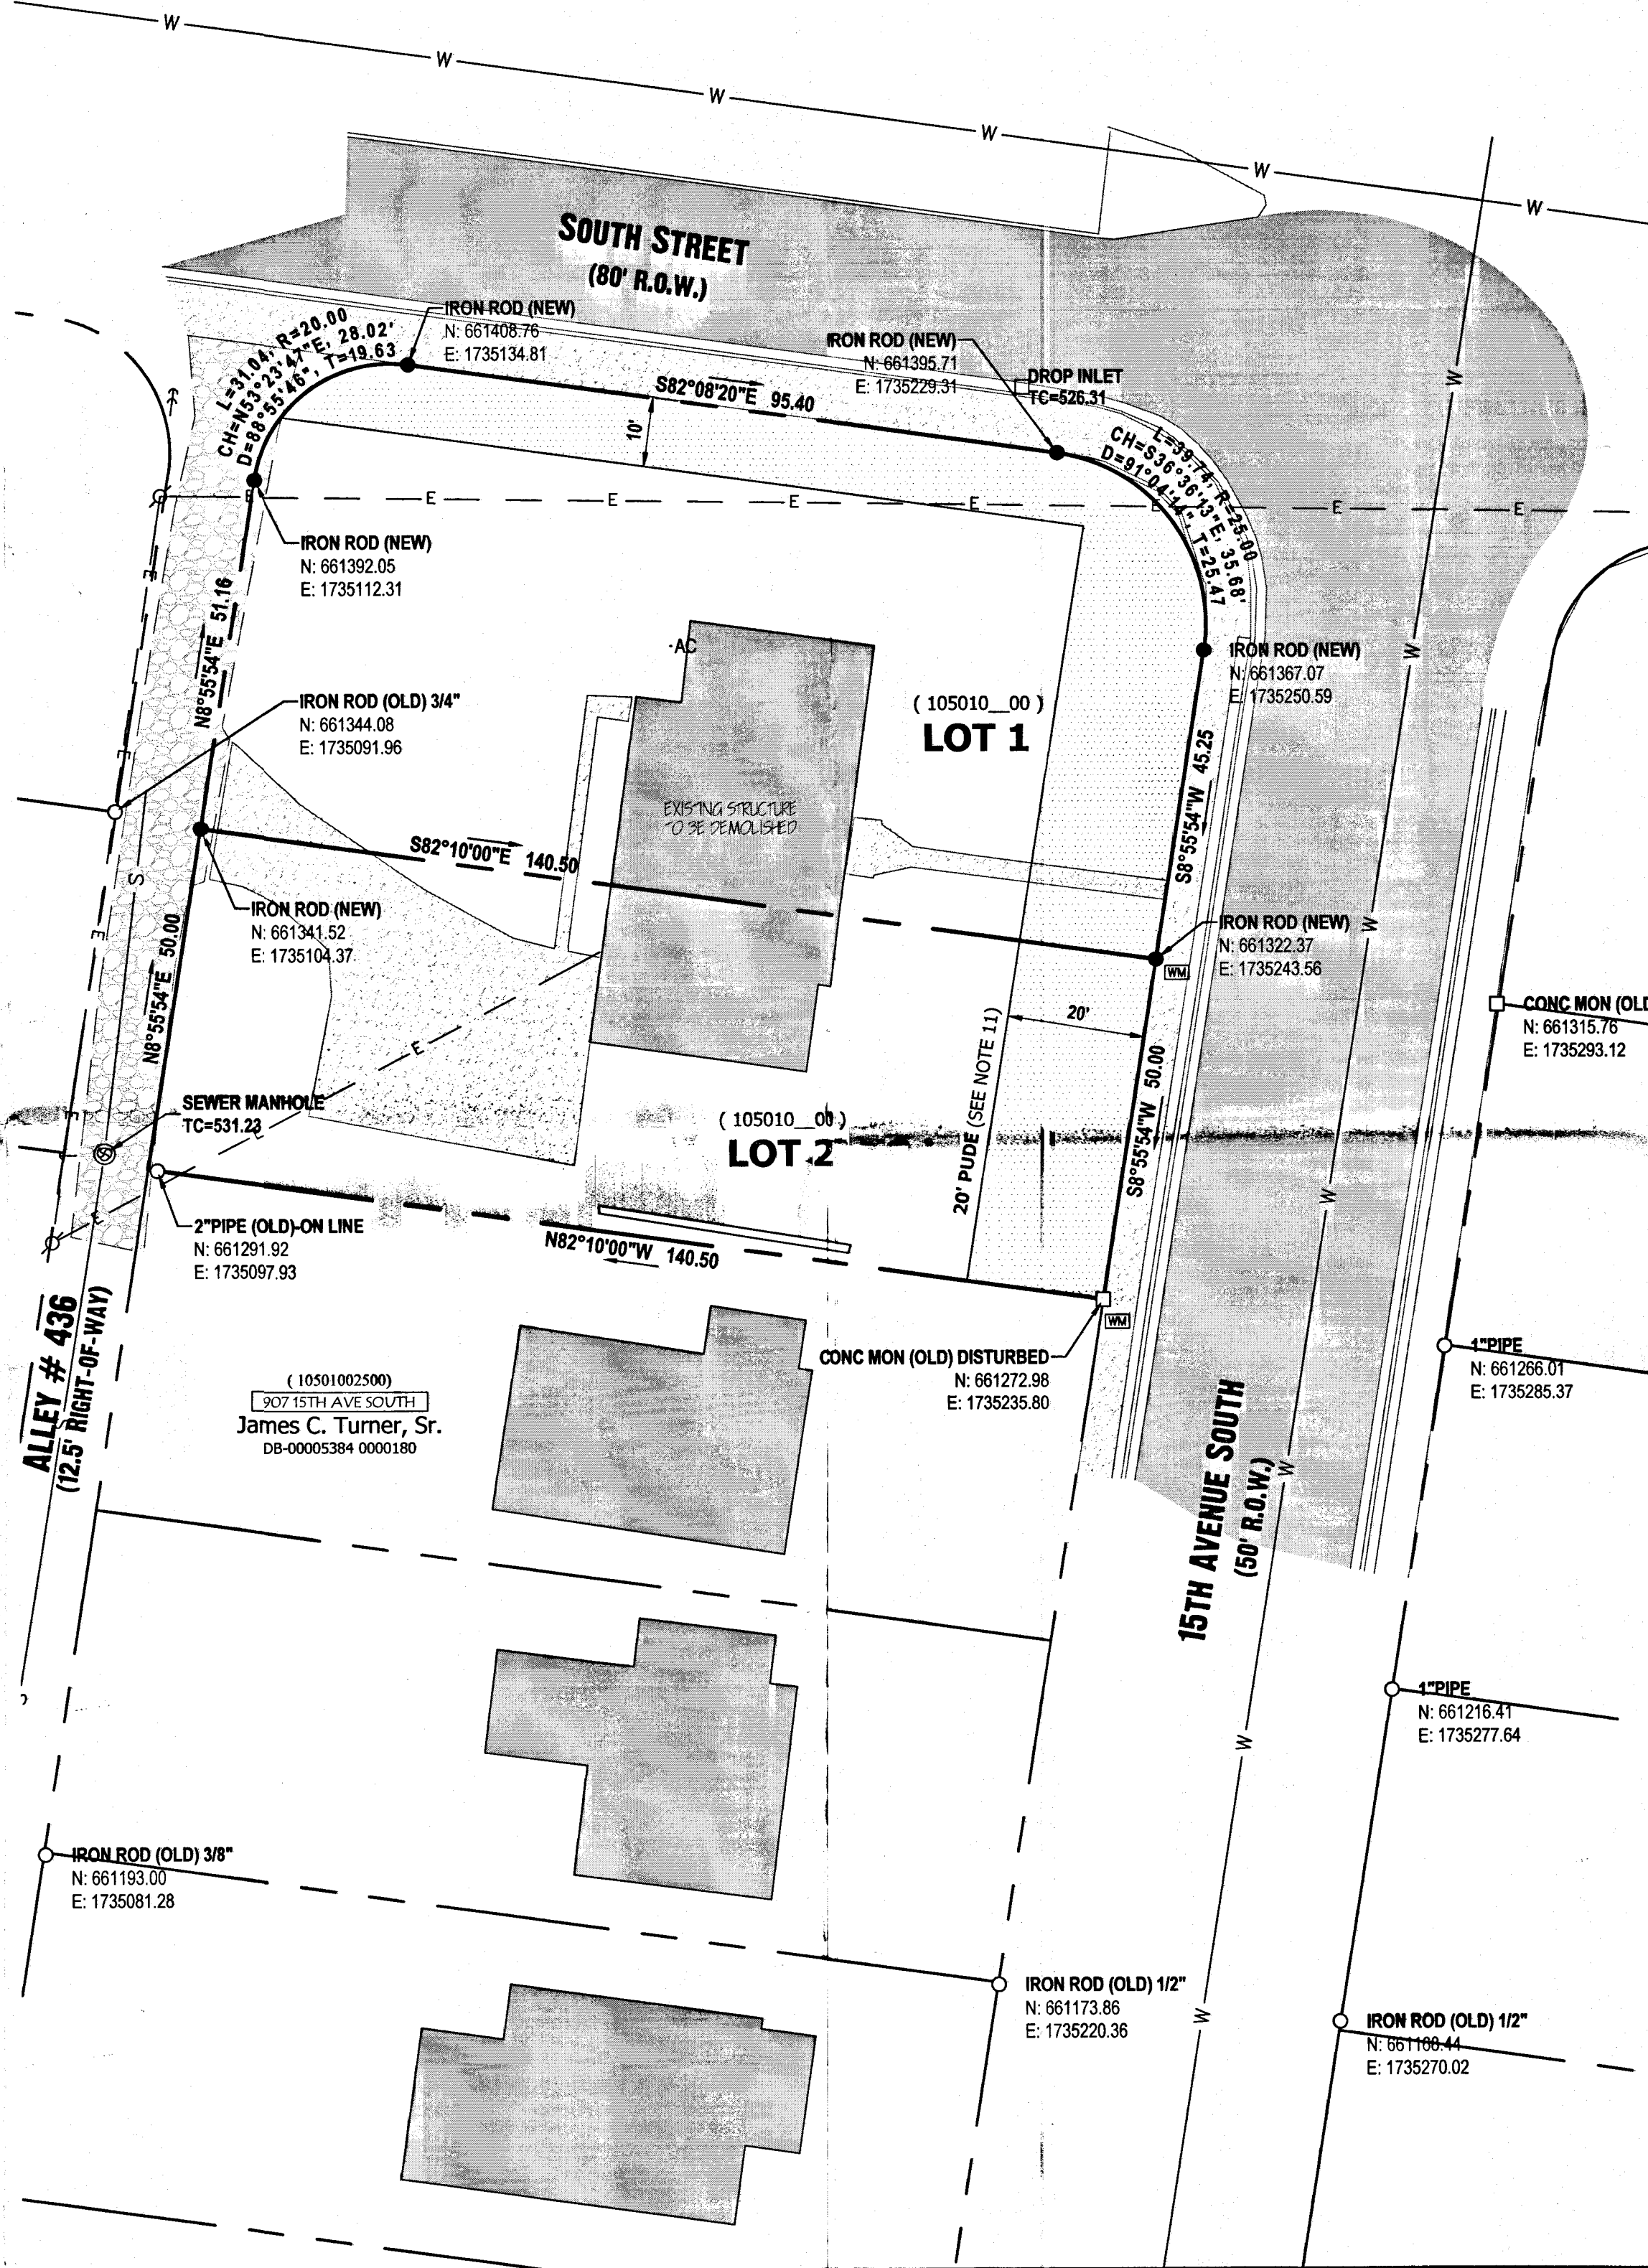 W
W
W
W
W
W
SOUTH STREET
(80' R.O.W.)
IRON ROD (NEW)
N: 661408.76
E: 1735134.81
L=31.04, R=20.00
CH=N53°23'47"E, 28.02'
D=88°55'46", T=19.63
IRON ROD (NEW)
N: 661395.71
E: 1735229.31
DROP INLET
TC=526.31
S82°08'20"E 95.40
10'
L=39.74, R=25.00
CH=S36°36'13"E, 35.68'
D=91°04'14", T=25.47
W
E
E
E
E
E
E
E
E
IRON ROD (NEW)
N: 661392.05
E: 1735112.31
E
N8°55'54"E 51.16
AC
IRON ROD (NEW)
N: 661367.07
E: 1735250.59
W
IRON ROD (OLD) 3/4"
N: 661344.08
E: 1735091.96
( 105010__00 )
LOT 1
E
S8°55'54"W 45.25
EXISTING STRUCTURE
TO BE DEMOLISHED
S82°10'00"E 140.50
S
IRON ROD (NEW)
N: 661341.52
E: 1735104.37
E
IRON ROD (NEW)
N: 661322.37
E: 1735243.56
W
WM
N8°55'54"E 50.00
CONC MON (OLD
N: 661315.76
E: 1735293.12
20'
20' PUDE (SEE NOTE 11)
E
S8°55'54"W 50.00
SEWER MANHOLE
TC=531.23
E
E
( 105010__00 )
LOT 2
W
E
2"PIPE (OLD)-ON LINE
N: 661291.92
E: 1735097.93
N82°10'00"W 140.50
WM
ALLEY # 436
(12.5' RIGHT-OF-WAY)
CONC MON (OLD) DISTURBED
N: 661272.98
E: 1735235.80
1"PIPE
N: 661266.01
E: 1735285.37
( 10501002500)
907 15TH AVE SOUTH
James C. Turner, Sr.
DB-00005384 0000180
15TH AVENUE SOUTH
(50' R.O.W.)
W
1"PIPE
N: 661216.41
E: 1735277.64
W
IRON ROD (OLD) 3/8"
N: 661193.00
E: 1735081.28
IRON ROD (OLD) 1/2"
N: 661173.86
E: 1735220.36
W
IRON ROD (OLD) 1/2"
E: 1735270.02